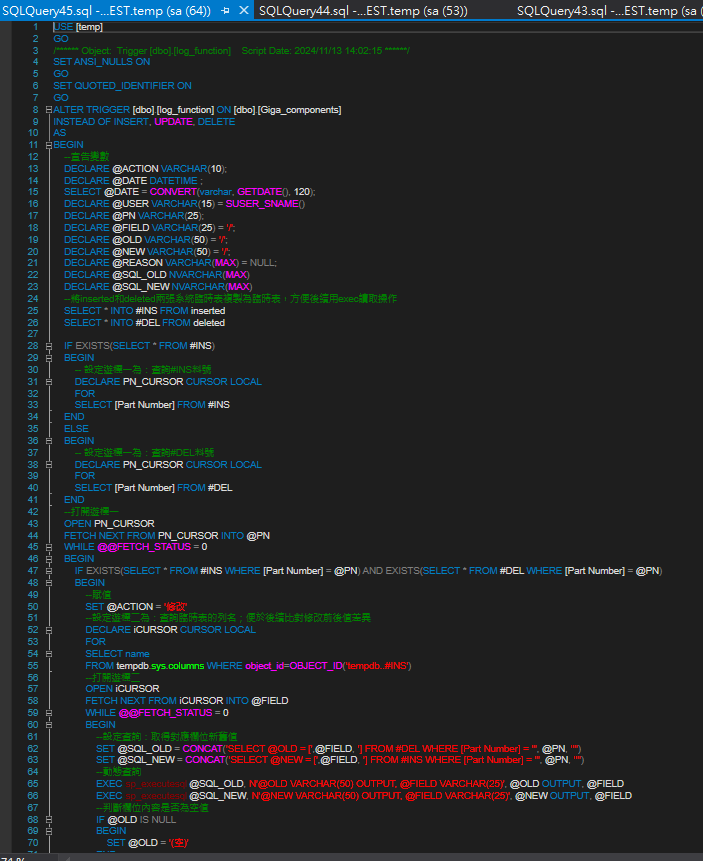 SQLQuery45.sql -...EST.temp (sa (64)) SQLQuery44.sql -...EST.temp (sa (53)) SQLQuery43.sql -...EST.temp (sa (
1 USE [temp]
2 GO
3 /****** Object:  Trigger [dbo].[log_function]    Script Date: 2024/11/13 14:02:15 ******/
4 SET ANSI_NULLS ON
5 GO
6 SET QUOTED_IDENTIFIER ON
7 GO
8 ALTER TRIGGER [dbo].[log_function] ON [dbo].[Giga_components]
9 INSTEAD OF INSERT, UPDATE, DELETE
10 AS
11 BEGIN
12 --宣告變數
13 DECLARE @ACTION VARCHAR(10);
14 DECLARE @DATE DATETIME ;
15 SELECT @DATE = CONVERT(varchar, GETDATE(), 120);
16 DECLARE @USER VARCHAR(15) = SUSER_SNAME()
17 DECLARE @PN VARCHAR(25);
18 DECLARE @FIELD VARCHAR(25) = '/';
19 DECLARE @OLD VARCHAR(50) = '/';
20 DECLARE @NEW VARCHAR(50) = '/';
21 DECLARE @REASON VARCHAR(MAX) = NULL;
22 DECLARE @SQL_OLD NVARCHAR(MAX)
23 DECLARE @SQL_NEW NVARCHAR(MAX)
24 --將inserted和deleted兩張系統臨時表複製為臨時表，方便後續用exec讀取操作
25 SELECT * INTO #INS FROM inserted
26 SELECT * INTO #DEL FROM deleted
27
28 IF EXISTS(SELECT * FROM #INS)
29 BEGIN
30 -- 設定遊標一為：查詢#INS料號
31 DECLARE PN_CURSOR CURSOR LOCAL
32 FOR
33 SELECT [Part Number] FROM #INS
34 END
35 ELSE
36 BEGIN
37 -- 設定遊標一為：查詢#DEL料號
38 DECLARE PN_CURSOR CURSOR LOCAL
39 FOR
40 SELECT [Part Number] FROM #DEL
41 END
42 --打開遊標一
43 OPEN PN_CURSOR
44 FETCH NEXT FROM PN_CURSOR INTO @PN
45 WHILE @@FETCH_STATUS = 0
46 BEGIN
47 IF EXISTS(SELECT * FROM #INS WHERE [Part Number] = @PN) AND EXISTS(SELECT * FROM #DEL WHERE [Part Number] = @PN)
48 BEGIN
49 --賦值
50 SET @ACTION = '修改'
51 --設定遊標二為：查詢臨時表的列名；便於後續比對修改前後值差異
52 DECLARE iCURSOR CURSOR LOCAL
53 FOR
54 SELECT name
55 FROM tempdb.sys.columns WHERE object_id=OBJECT_ID('tempdb..#INS')
56 --打開遊標二
57 OPEN iCURSOR
58 FETCH NEXT FROM iCURSOR INTO @FIELD
59 WHILE @@FETCH_STATUS = 0
60 BEGIN
61 --設定查詢：取得對應欄位新舊值
62 SET @SQL_OLD = CONCAT('SELECT @OLD = [',@FIELD, '] FROM #DEL WHERE [Part Number] = ''', @PN, '''')
63 SET @SQL_NEW = CONCAT('SELECT @NEW = [',@FIELD, '] FROM #INS WHERE [Part Number] = ''', @PN, '''')
64 --動態查詢
65 EXEC sp_executesql @SQL_OLD, N'@OLD VARCHAR(50) OUTPUT, @FIELD VARCHAR(25)', @OLD OUTPUT, @FIELD
66 EXEC sp_executesql @SQL_NEW, N'@NEW VARCHAR(50) OUTPUT, @FIELD VARCHAR(25)', @NEW OUTPUT, @FIELD
67 --判斷欄位內容是否為空值
68 IF @OLD IS NULL
69 BEGIN
70 SET @OLD = '(空)'